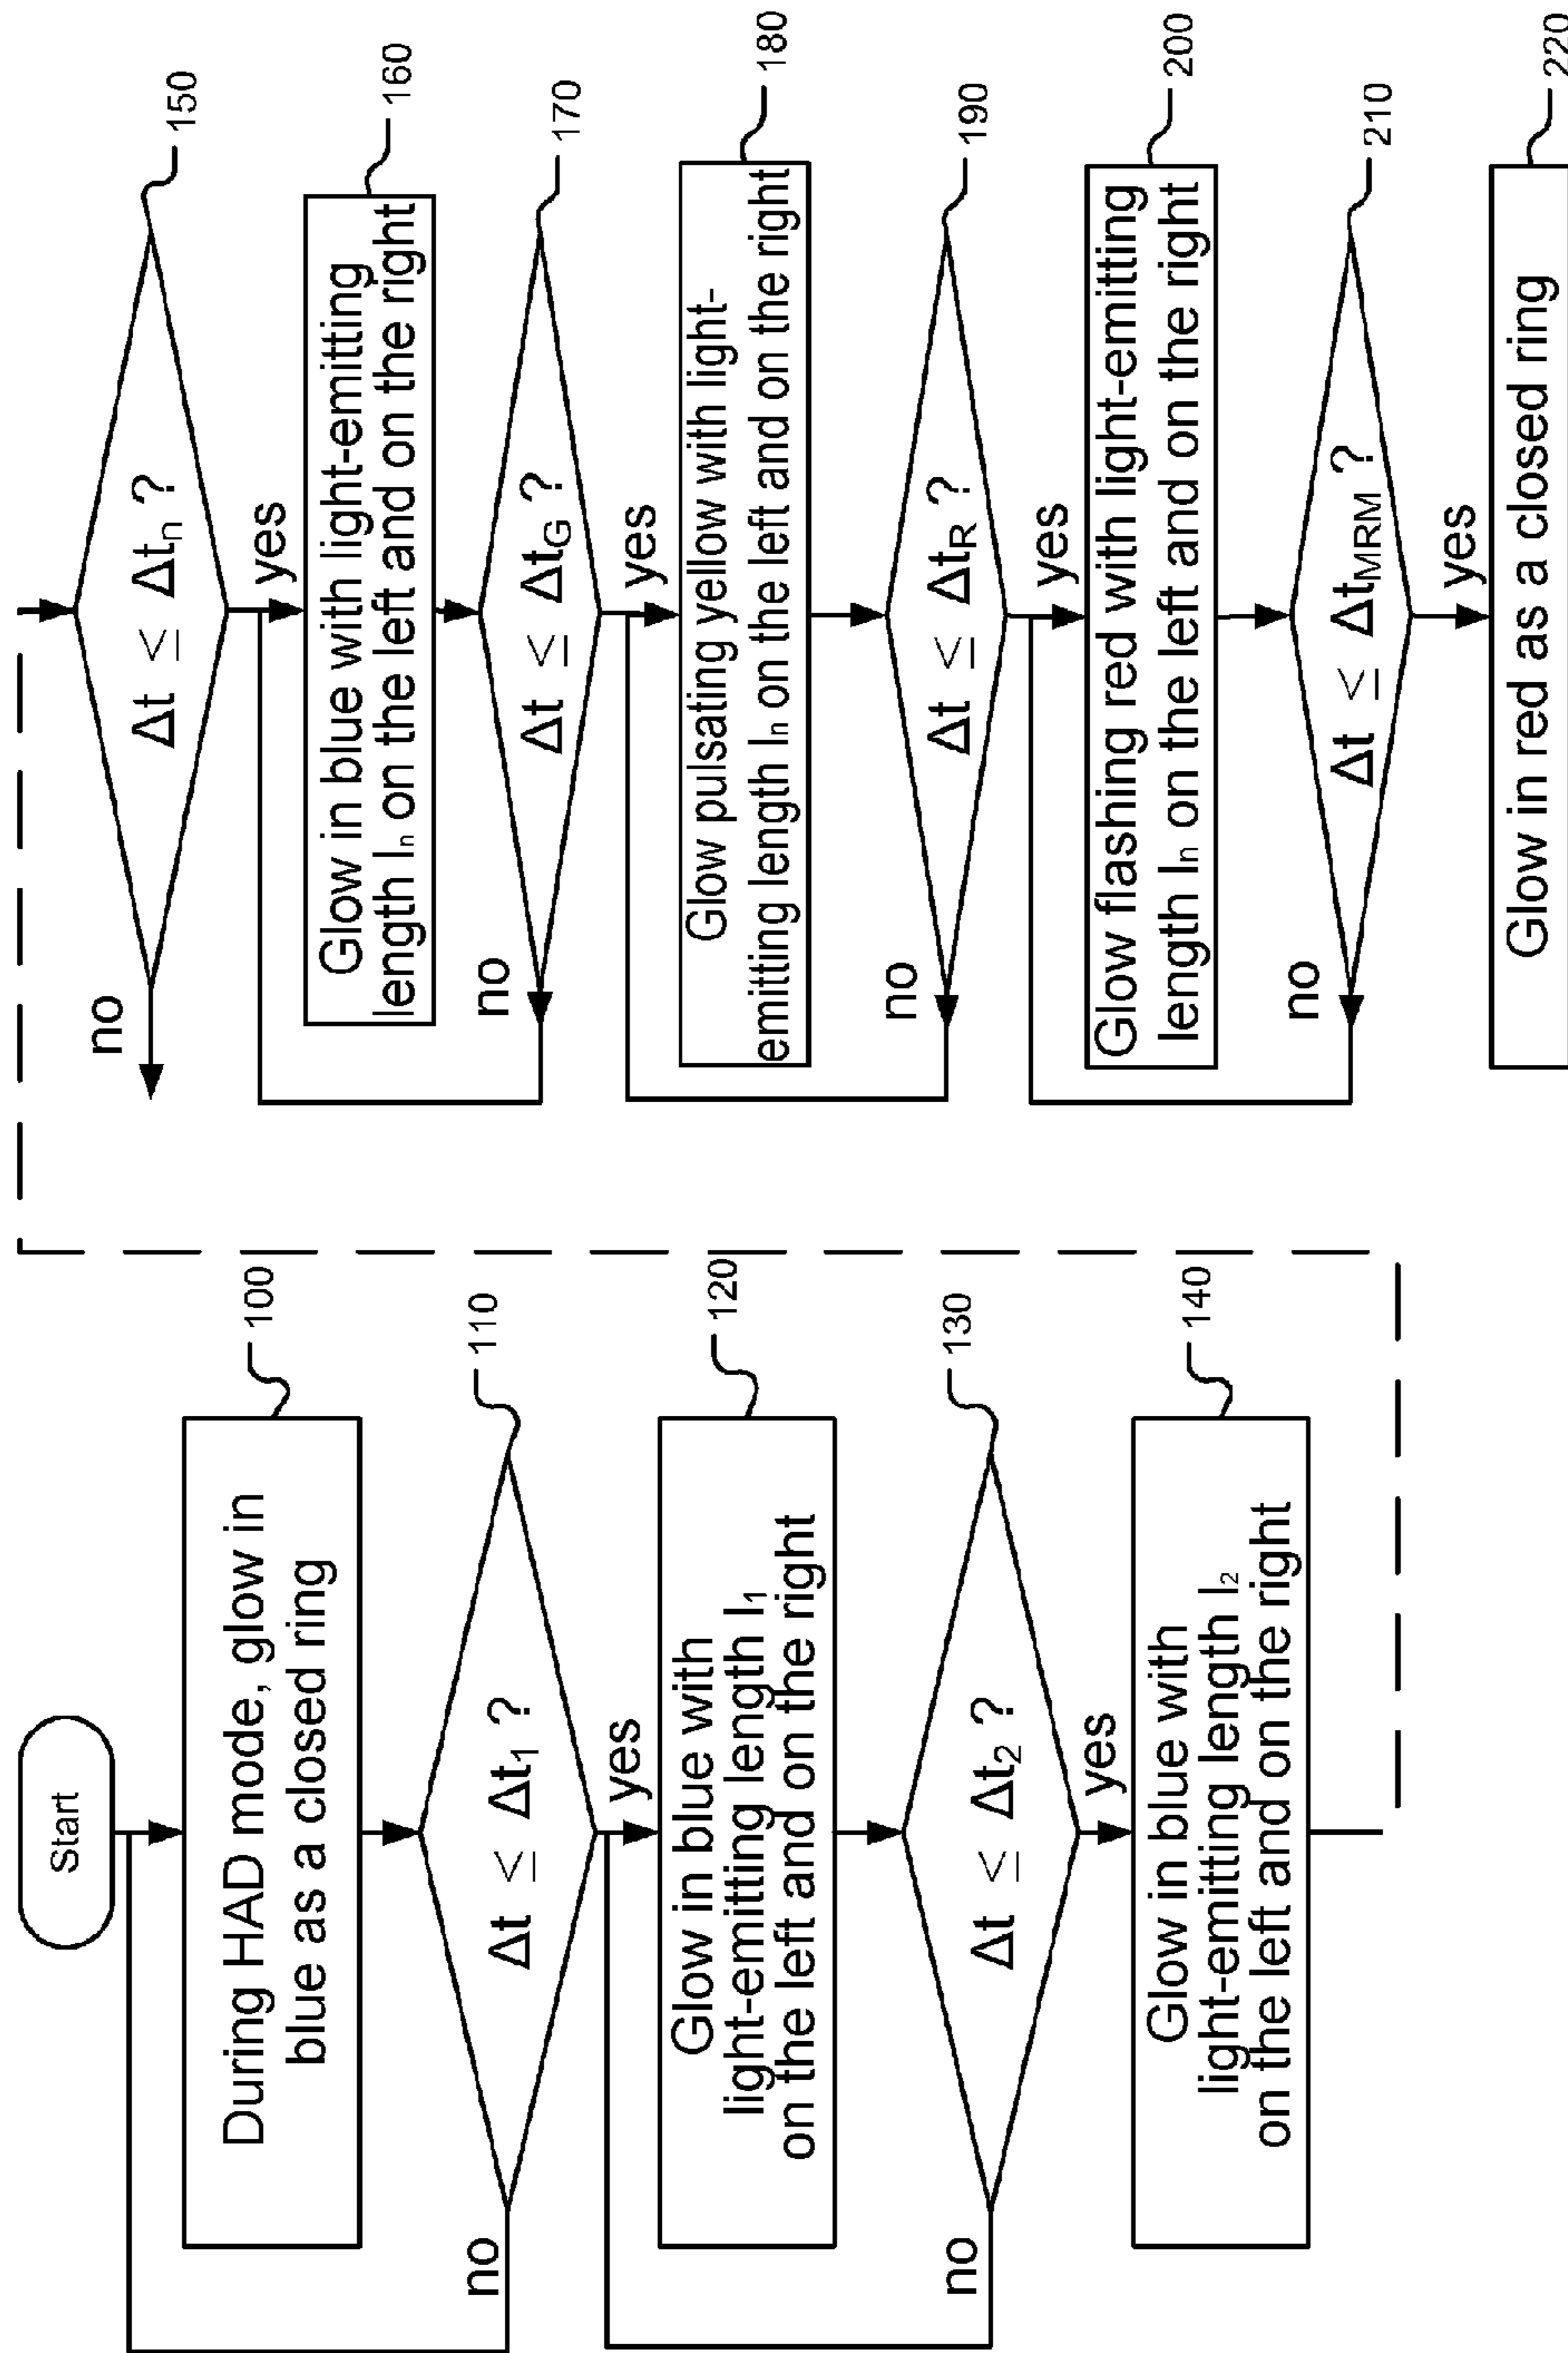 Start
During HAD mode, glow in
blue as a closed ring
100
Δt ≤ Δt₁ ?
110
no
yes
Glow in blue with
light-emitting length l₁
on the left and on the right
120
Δt ≤ Δt₂ ?
130
no
yes
Glow in blue with
light-emitting length l₂
on the left and on the right
140
Δt ≤ Δtₙ ?
150
no
yes
Glow in blue with light-emitting
length lₙ on the left and on the right
160
Δt ≤ Δt_G ?
170
no
yes
Glow pulsating yellow with light-
emitting length lₙ on the left and on the right
180
Δt ≤ Δt_R ?
190
no
yes
Glow flashing red with light-emitting
length lₙ on the left and on the right
200
Δt ≤ Δt_MRM ?
210
no
yes
Glow in red as a closed ring
220